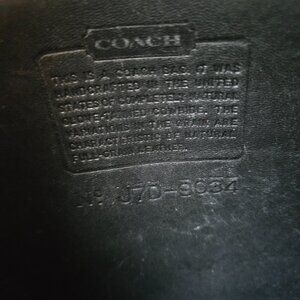 COACH
THIS IS A COACH BAG. IT WAS
HANDCRAFTED IN THE UNITED
STATES OF COMPLETELY NATURAL
GLOVE-TANNED COWHIDE. THE
VARIATIONS IN THE GRAIN ARE
CHARACTERISTIC OF NATURAL
FULL-GRAIN LEATHER.
Nº J7D-9034